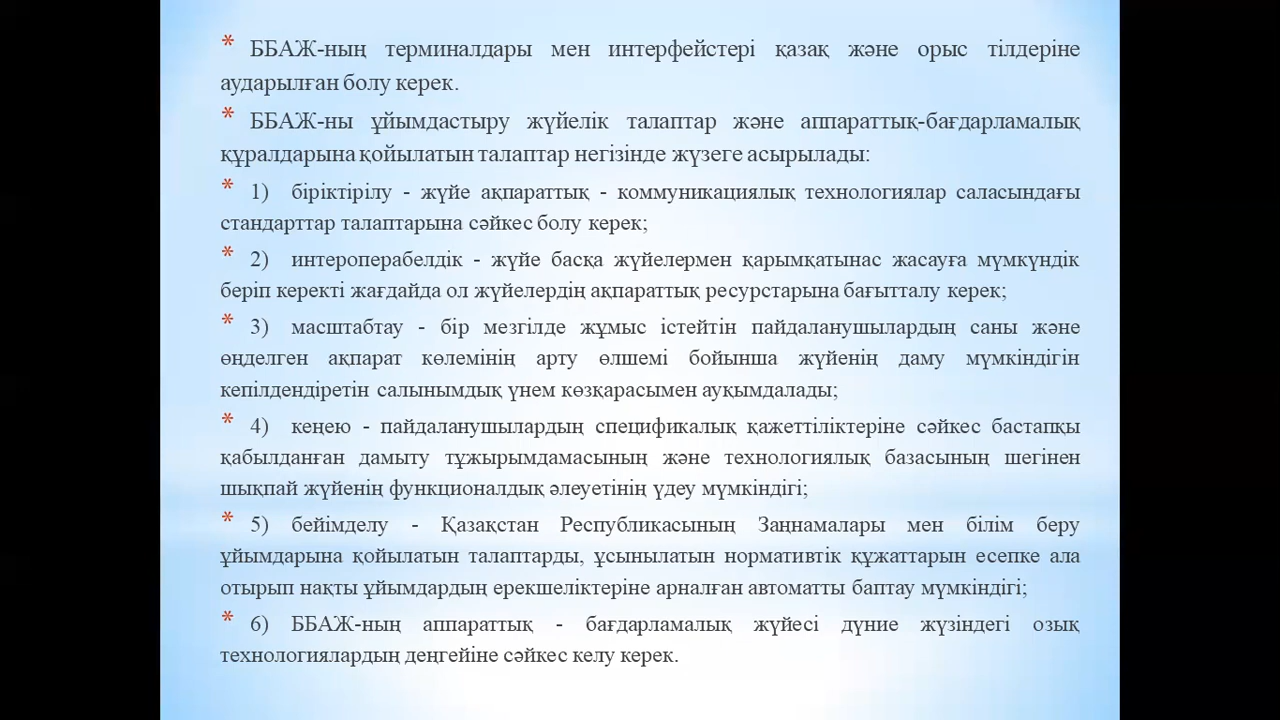 * ББАЖ-ның терминалдары мен интерфейстері қазақ және орыс тілдеріне
аударылған болу керек.
* ББАЖ-ны ұйымдастыру жүйелік талаптар және аппараттық-бағдарламалық
құралдарына қойылатын талаптар негізінде жүзеге асырылады:
* 1) біріктірілу - жүйе ақпараттық - коммуникациялық технологиялар саласындағы
стандарттар талаптарына сәйкес болу керек;
* 2) интероперабелдік - жүйе басқа жүйелермен қарымқатынас жасауға мүмкүндік
беріп керекті жағдайда ол жүйелердің ақпараттық ресурстарына бағытталу керек;
* 3) масштабтау - бір мезгілде жұмыс істейтін пайдаланушылардың саны және
өңделген ақпарат көлемінің арту өлшемі бойынша жүйенің даму мүмкіндігін
кепілдендіретін салынымдық үнем көзқарасымен ауқымдалады;
* 4) кеңею - пайдаланушылардың спецификалық қажеттіліктеріне сәйкес бастапқы
қабылданған дамыту тұжырымдамасының және технологиялық базасының шегінен
шықпай жүйенің функционалдық әлеуетінің үдеу мүмкіндігі;
* 5) бейімделу - Қазақстан Республикасының Заңнамалары мен білім беру
ұйымдарына қойылатын талаптарды, ұсынылатын нормативтік құжаттарын есепке ала
отырып нақты ұйымдардың ерекшеліктеріне арналған автоматты баптау мүмкіндігі;
* 6) ББАЖ-ның аппараттық - бағдарламалық жүйесі дүние жүзіндегі озық
технологиялардың деңгейіне сәйкес келу керек.